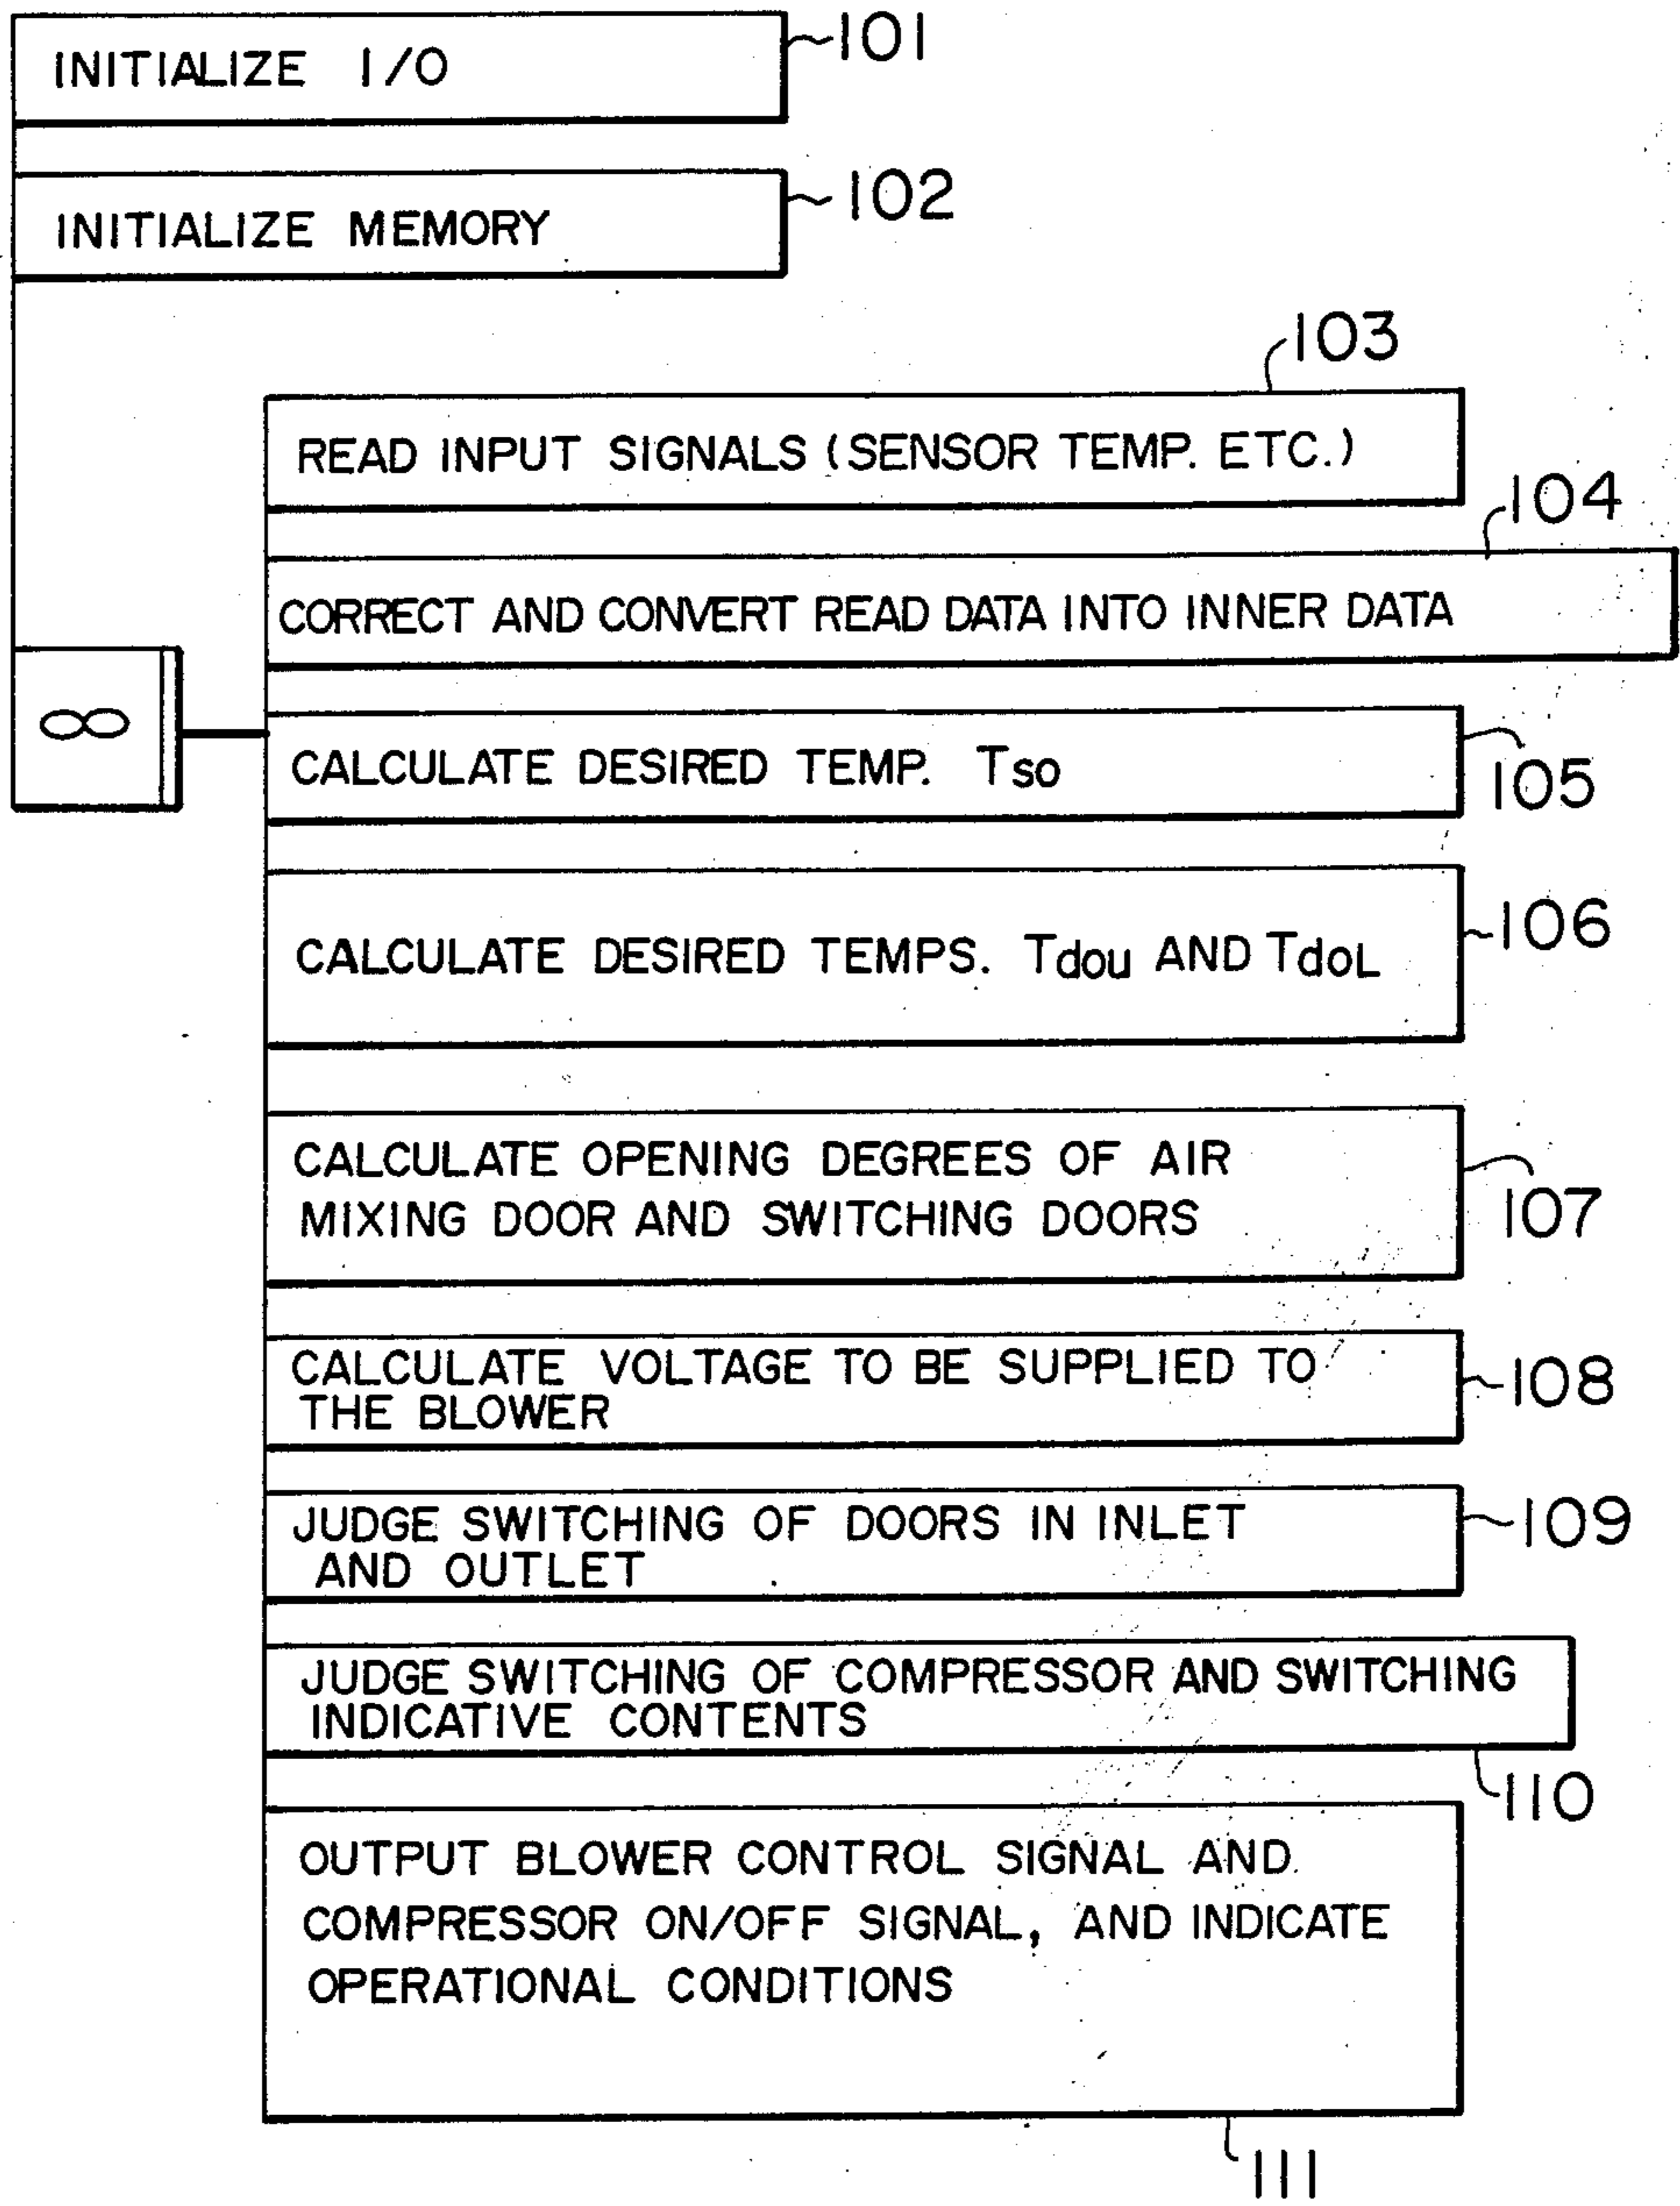 INITIALIZE I/O
101
INITIALIZE MEMORY
102
103
READ INPUT SIGNALS (SENSOR TEMP. ETC.)
104
CORRECT AND CONVERT READ DATA INTO INNER DATA
∞
CALCULATE DESIRED TEMP. Tso
105
CALCULATE DESIRED TEMPS. Tdou AND TdoL
106
CALCULATE OPENING DEGREES OF AIR
MIXING DOOR AND SWITCHING DOORS
107
CALCULATE VOLTAGE TO BE SUPPLIED TO
THE BLOWER
108
JUDGE SWITCHING OF DOORS IN INLET
AND OUTLET
109
JUDGE SWITCHING OF COMPRESSOR AND SWITCHING
INDICATIVE CONTENTS
110
OUTPUT BLOWER CONTROL SIGNAL AND
COMPRESSOR ON/OFF SIGNAL, AND INDICATE
OPERATIONAL CONDITIONS
111